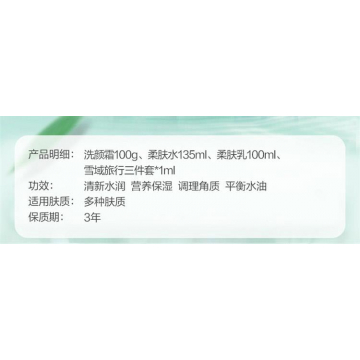 产品明细： 洗颜霜100g、柔肤水135ml、柔肤乳100ml、
雪域旅行三件套*1ml
功效： 清新水润 营养保湿 调理角质 平衡水油
适用肤质： 多种肤质
保质期： 3年